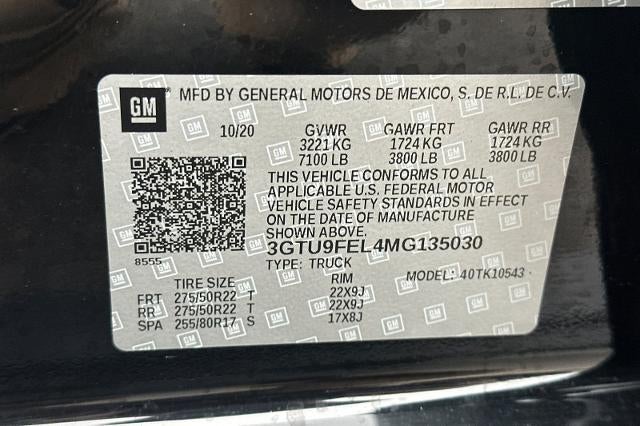 GM MFD BY GENERAL MOTORS DE MEXICO, S. DE R.L. DE C.V.
10/20 GVWR GAWR FRT GAWR RR
3221 KG 1724 KG 1724 KG
7100 LB 3800 LB 3800 LB
THIS VEHICLE CONFORMS TO ALL
APPLICABLE U.S. FEDERAL MOTOR
VEHICLE SAFETY STANDARDS IN EFFECT
ON THE DATE OF MANUFACTURE
SHOWN ABOVE.
3GTU9FEL4MG135030
8555
TYPE: TRUCK MODEL: 40TK10543
TIRE SIZE RIM
FRT 275/50R22 T 22X9J
RR 275/50R22 T 22X9J
SPA 255/80R17 S 17X8J